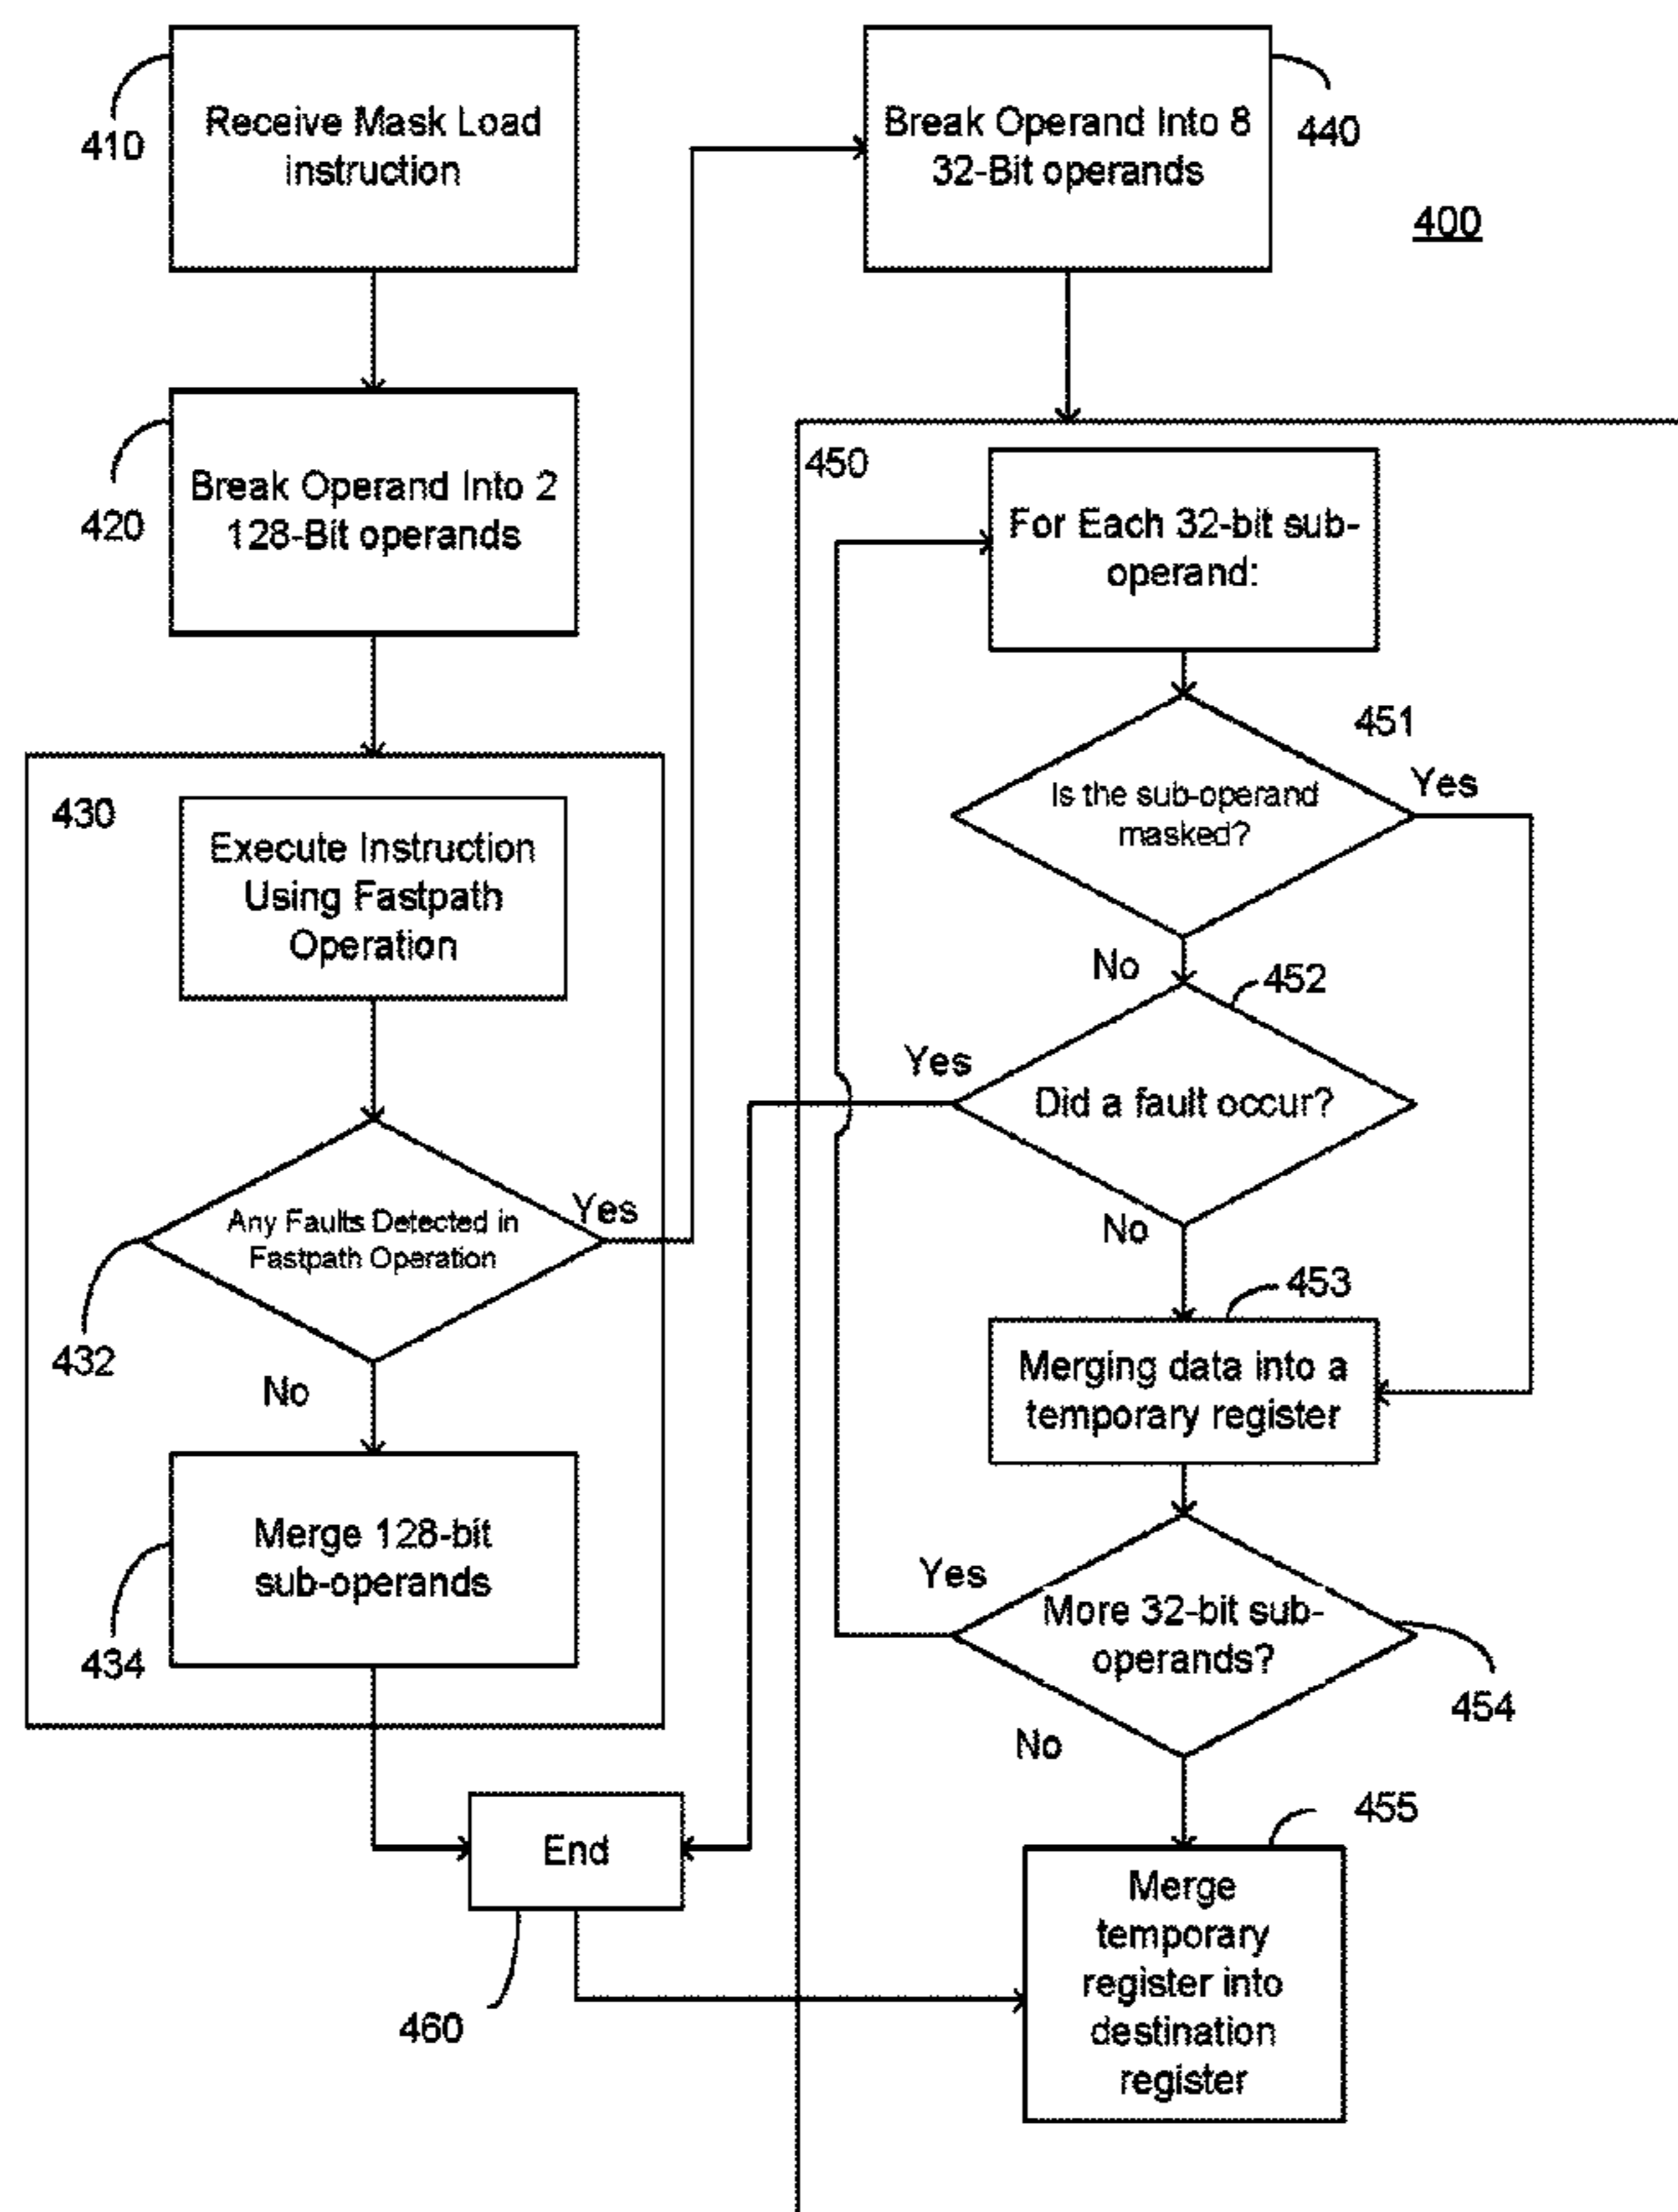 410
Receive Mask Load
instruction
420
Break Operand Into 2
128-Bit operands
430
Execute Instruction
Using Fastpath
Operation
Any Faults Detected in
Fastpath Operation
Yes
432
No
Merge 128-bit
sub-operands
434
End
460
Break Operand Into 8
32-Bit operands
440
400
450
For Each 32-bit sub-
operand:
451
Is the sub-operand
masked?
Yes
No
452
Yes
Did a fault occur?
No
453
Merging data into a
temporary register
Yes
More 32-bit sub-
operands?
454
No
455
Merge
temporary
register into
destination
register